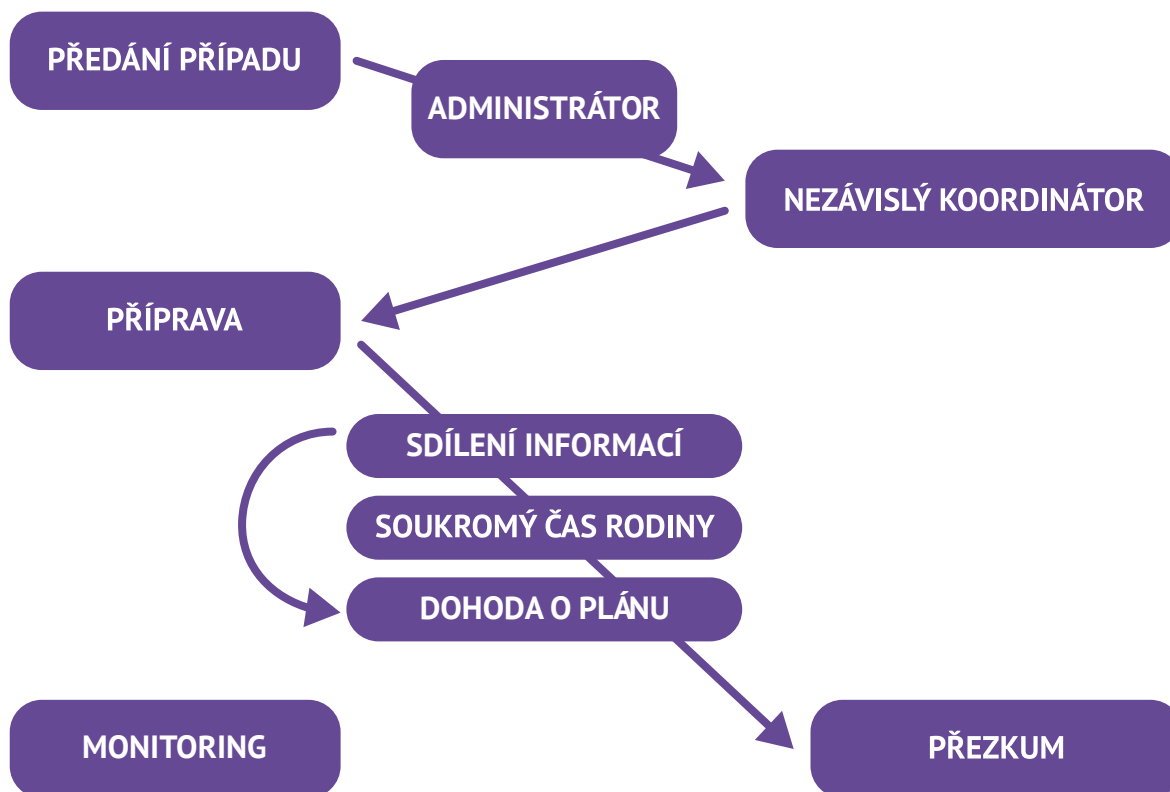 PŘEDÁNÍ PŘÍPADU
ADMINISTRÁTOR
NEZÁVISLÝ KOORDINÁTOR
PŘÍPRAVA
SDÍLENÍ INFORMACÍ
SOUKROMÝ ČAS RODINY
DOHODA O PLÁNU
MONITORING
PŘEZKUM